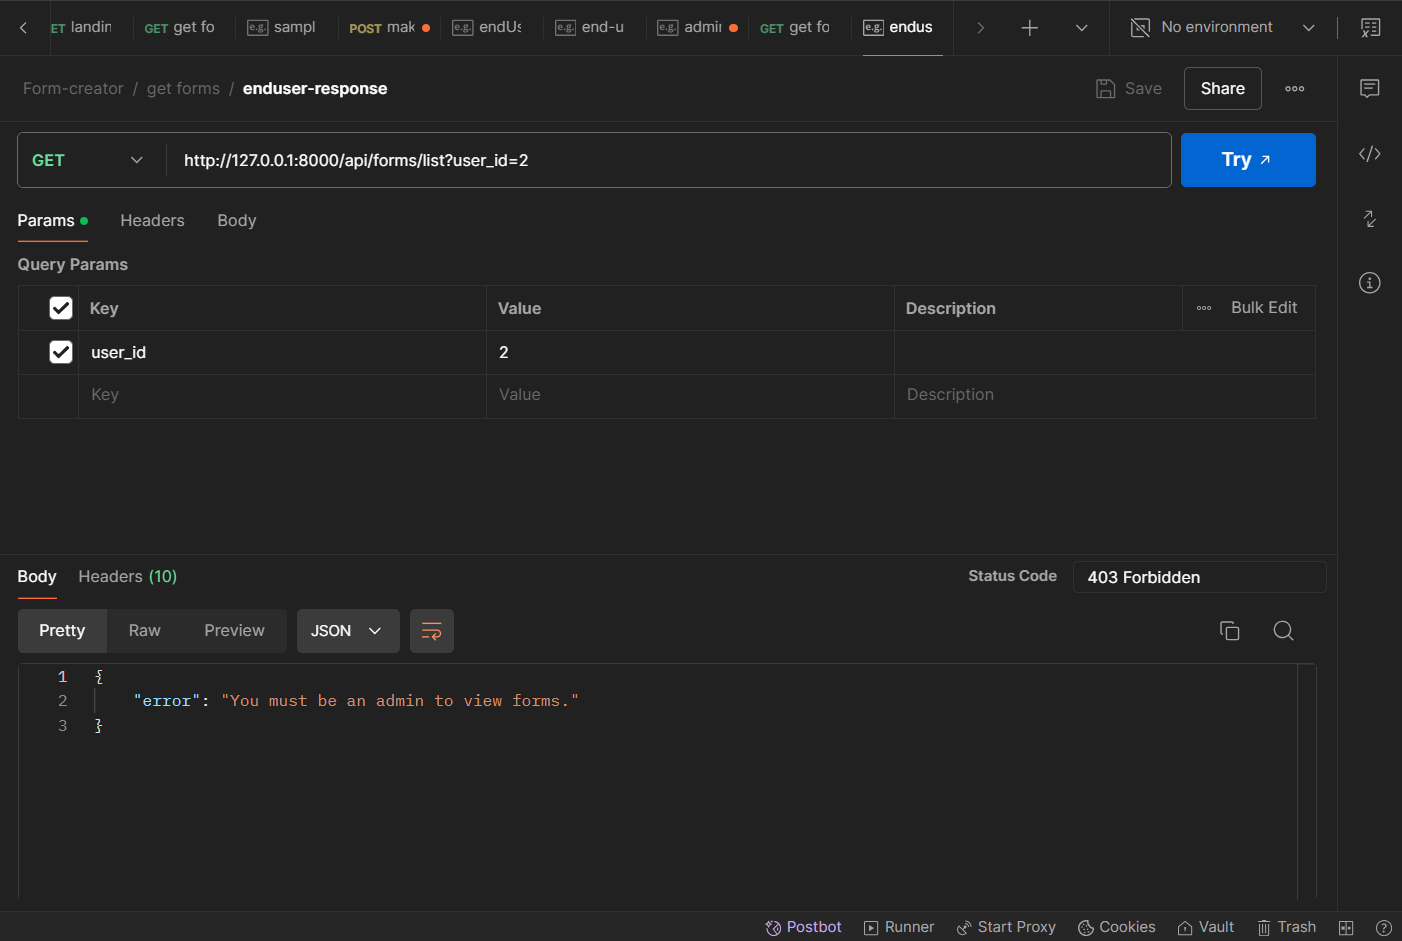 ET landin
GET get fo
e.g. sampl
POST mak
e.g. endUs
e.g. end-u
e.g. admin
GET get fo
e.g. endus
No environment
Form-creator / get forms / enduser-response
Save
Share
GET
http://127.0.0.1:8000/api/forms/list?user_id=2
Try
Params Headers Body
Query Params
Key Value Description Bulk Edit
user_id 2
Key Value Description
Body Headers (10)
Status Code 403 Forbidden
Pretty Raw Preview JSON
1 {
2 "error": "You must be an admin to view forms."
3 }
Postbot Runner Start Proxy Cookies Vault Trash